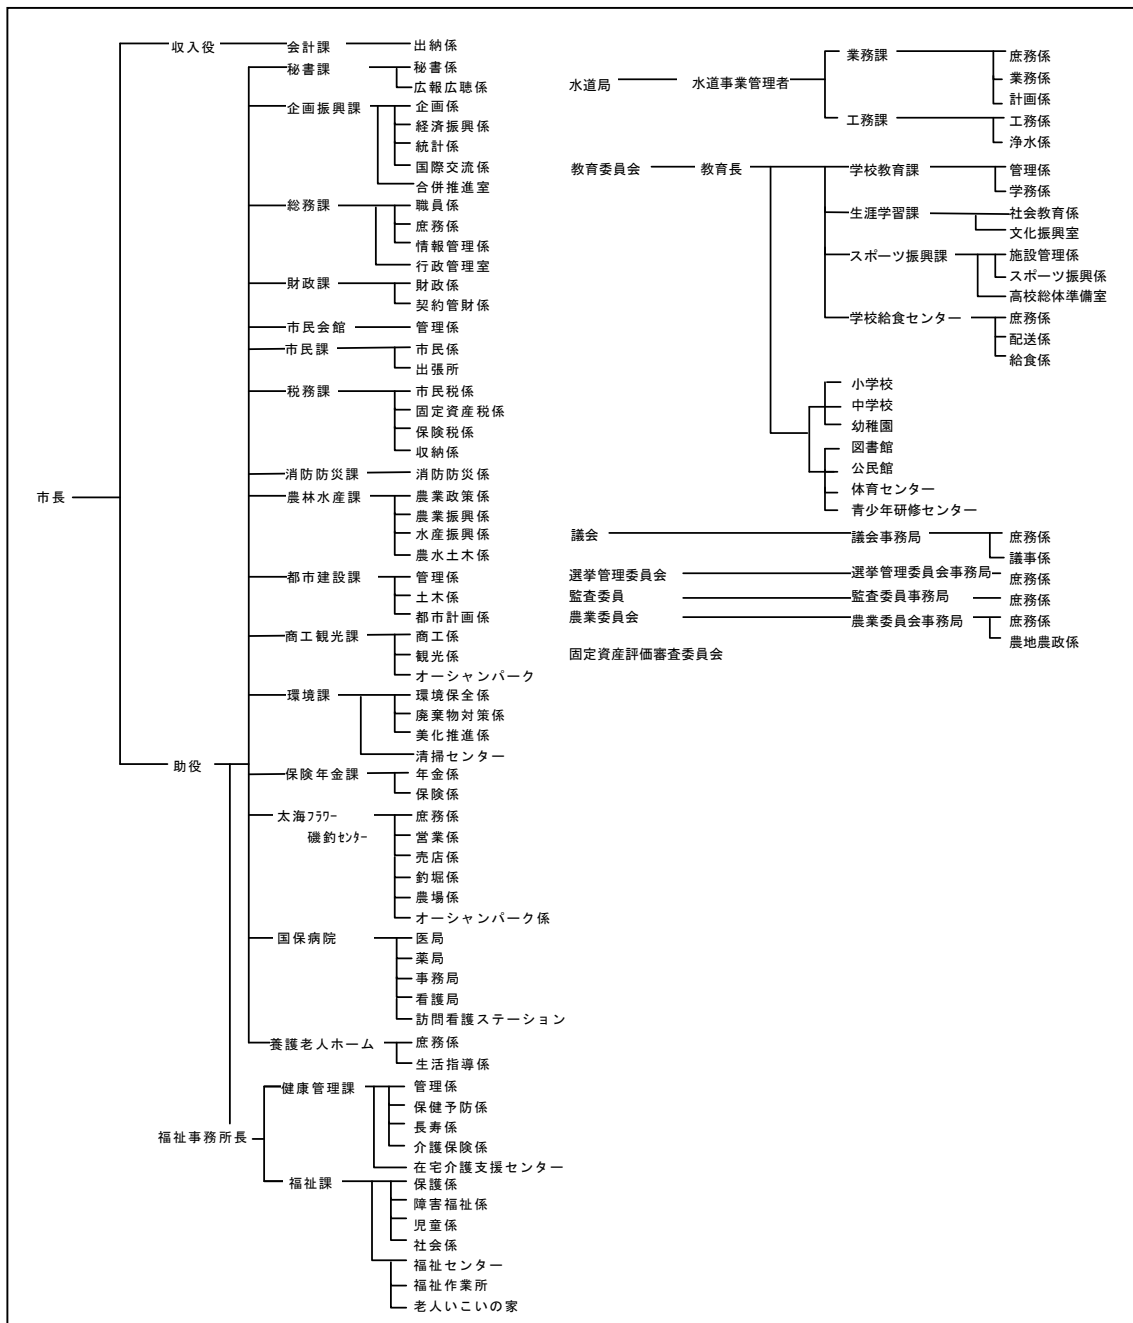 収入役 会計課 出納係
秘書課 秘書係
広報広聴係
企画振興課 企画係
経済振興係
統計係
国際交流係
合併推進室
総務課 職員係
庶務係
情報管理係
行政管理室
財政課 財政係
契約管財係
市民会館 管理係
市民課 市民係
出張所
税務課 市民税係
固定資産税係
保険税係
収納係
消防防災課 消防防災係
市長
農林水産課 農業政策係
農業振興係
水産振興係
農水土木係
都市建設課 管理係
土木係
都市計画係
商工観光課 商工係
観光係
オーシャンパーク
環境課 環境保全係
廃棄物対策係
美化推進係
清掃センター
助役
保険年金課 年金係
保険係
太海フラワー 庶務係
磯釣センター 営業係
売店係
釣堀係
農場係
オーシャンパーク係
国保病院 医局
薬局
事務局
看護局
訪問看護ステーション
養護老人ホーム 庶務係
生活指導係
健康管理課 管理係
保健予防係
長寿係
福祉事務所長 介護保険係
在宅介護支援センター
福祉課 保護係
障害福祉係
児童係
社会係
福祉センター
福祉作業所
老人いこいの家
水道局 水道事業管理者 業務課 庶務係
業務係
計画係
工務課 工務係
浄水係
教育委員会 教育長 学校教育課 管理係
学務係
生涯学習課 社会教育係
文化振興室
スポーツ振興課 施設管理係
スポーツ振興係
高校総体準備室
学校給食センター 庶務係
配送係
給食係
小学校
中学校
幼稚園
図書館
公民館
体育センター
青少年研修センター
議会 議会事務局 庶務係
議事係
選挙管理委員会 選挙管理委員会事務局 庶務係
監査委員 監査委員事務局 庶務係
農業委員会 農業委員会事務局 庶務係
農地農政係
固定資産評価審査委員会